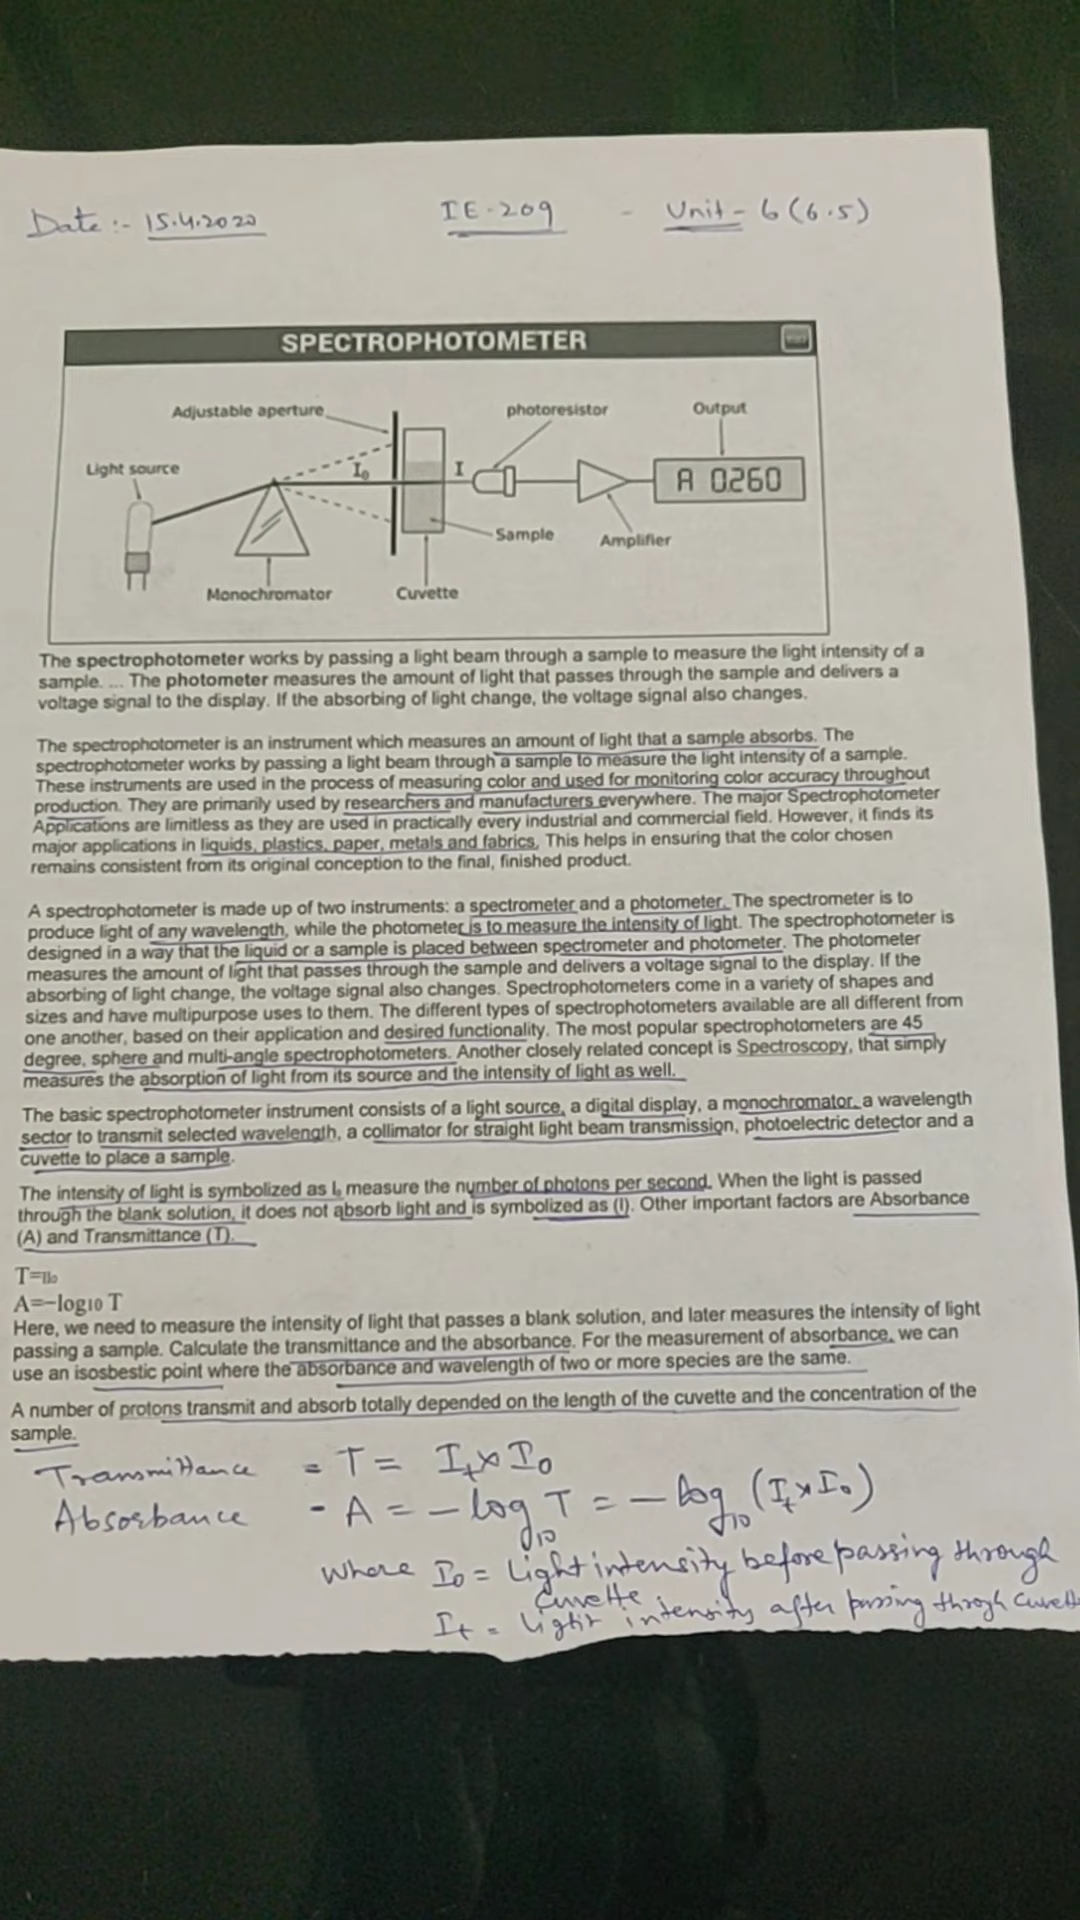 Date :- 15.4.2020 IE-209 - Unit-6 (6.5)
SPECTROPHOTOMETER
Adjustable aperture photoresistor Output
Light source I₀ I A 0260
Sample Amplifier
Monochromator Cuvette
The spectrophotometer works by passing a light beam through a sample to measure the light intensity of a
sample. ... The photometer measures the amount of light that passes through the sample and delivers a
voltage signal to the display. If the absorbing of light change, the voltage signal also changes.
The spectrophotometer is an instrument which measures an amount of light that a sample absorbs. The
spectrophotometer works by passing a light beam through a sample to measure the light intensity of a sample.
These instruments are used in the process of measuring color and used for monitoring color accuracy throughout
production. They are primarily used by researchers and manufacturers everywhere. The major Spectrophotometer
Applications are limitless as they are used in practically every industrial and commercial field. However, it finds its
major applications in liquids, plastics, paper, metals and fabrics. This helps in ensuring that the color chosen
remains consistent from its original conception to the final, finished product.
A spectrophotometer is made up of two instruments: a spectrometer and a photometer. The spectrometer is to
produce light of any wavelength, while the photometer is to measure the intensity of light. The spectrophotometer is
designed in a way that the liquid or a sample is placed between spectrometer and photometer. The photometer
measures the amount of light that passes through the sample and delivers a voltage signal to the display. If the
absorbing of light change, the voltage signal also changes. Spectrophotometers come in a variety of shapes and
sizes and have multipurpose uses to them. The different types of spectrophotometers available are all different from
one another, based on their application and desired functionality. The most popular spectrophotometers are 45
degree, sphere and multi-angle spectrophotometers. Another closely related concept is Spectroscopy, that simply
measures the absorption of light from its source and the intensity of light as well.
The basic spectrophotometer instrument consists of a light source, a digital display, a monochromator, a wavelength
sector to transmit selected wavelength, a collimator for straight light beam transmission, photoelectric detector and a
cuvette to place a sample.
The intensity of light is symbolized as I₀ measure the number of photons per second. When the light is passed
through the blank solution, it does not absorb light and is symbolized as (I). Other important factors are Absorbance
(A) and Transmittance (T).
T=II₀
A=−log10 T
Here, we need to measure the intensity of light that passes a blank solution, and later measures the intensity of light
passing a sample. Calculate the transmittance and the absorbance. For the measurement of absorbance, we can
use an isosbestic point where the absorbance and wavelength of two or more species are the same.
A number of protons transmit and absorb totally depended on the length of the cuvette and the concentration of the
sample.
Transmittance = T = It x I₀
Absorbance - A = - log₁₀ T = - log₁₀ (It x I₀)
where I₀ = Light intensity before passing through
cuvette
It = light intensity after passing throgh cuvett